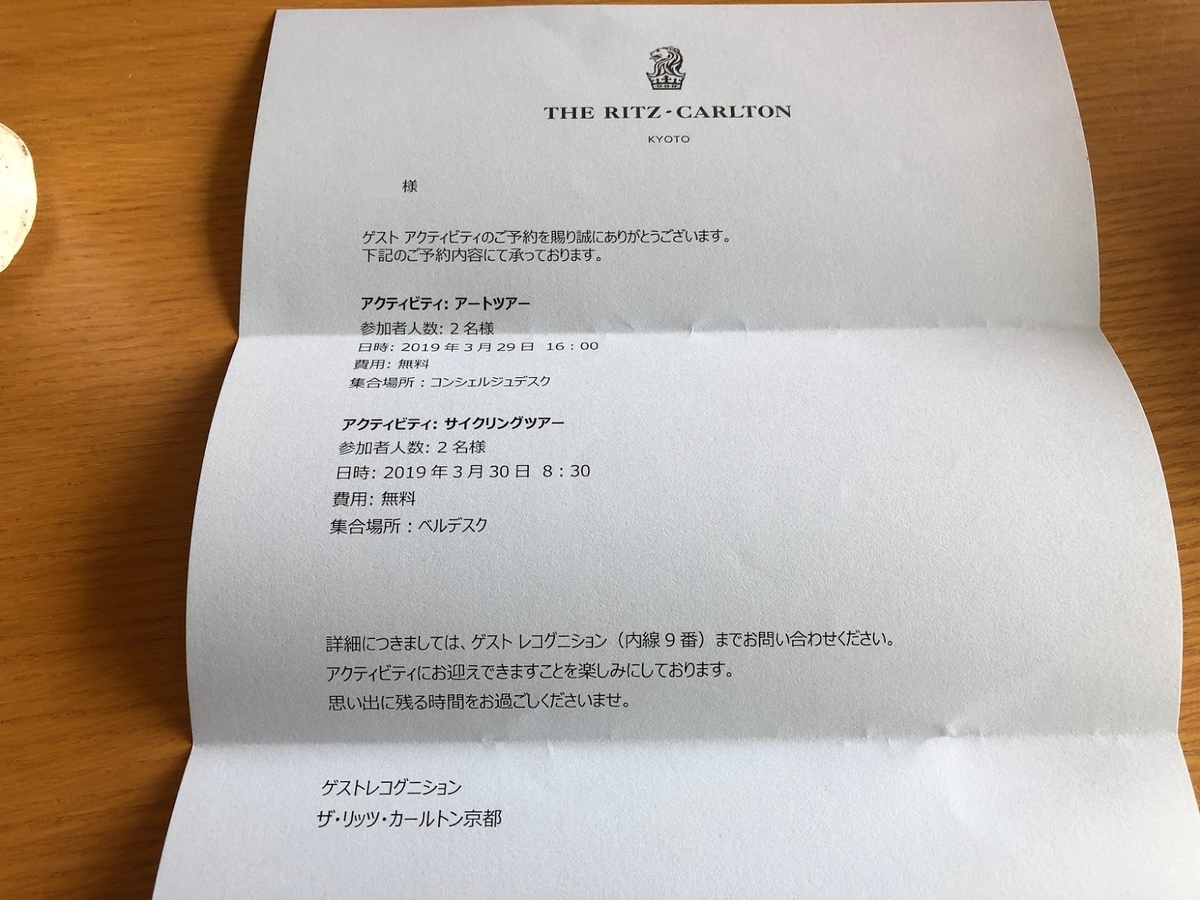 THE RITZ-CARLTON
KYOTO
様
ゲスト アクティビティのご予約を賜り誠にありがとうございます。
下記のご予約内容にて承っております。
アクティビティ: アートツアー
参加者人数: 2 名様
日時: 2019 年 3 月 29 日 16：00
費用: 無料
集合場所：コンシェルジュデスク
アクティビティ: サイクリングツアー
参加者人数: 2 名様
日時: 2019 年 3 月 30 日 8：30
費用: 無料
集合場所：ベルデスク
詳細につきましては、ゲスト レコグニション（内線 9 番）までお問い合わせください。
アクティビティにお迎えできますことを楽しみにしております。
思い出に残る時間をお過ごしくださいませ。
ゲストレコグニション
ザ・リッツ・カールトン京都